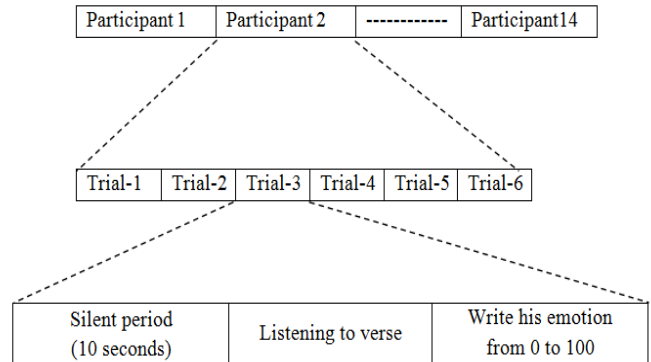 Participant 1 Participant 2 ------------ Participant14
Trial-1 Trial-2 Trial-3 Trial-4 Trial-5 Trial-6
Silent period
(10 seconds)
Listening to verse
Write his emotion
from 0 to 100